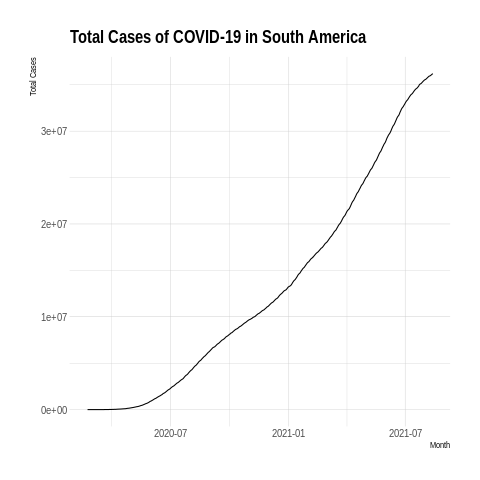 Total Cases of COVID-19 in South America
Total Cases
3e+07
2e+07
1e+07
0e+00
2020-07 2021-01 2021-07
Month